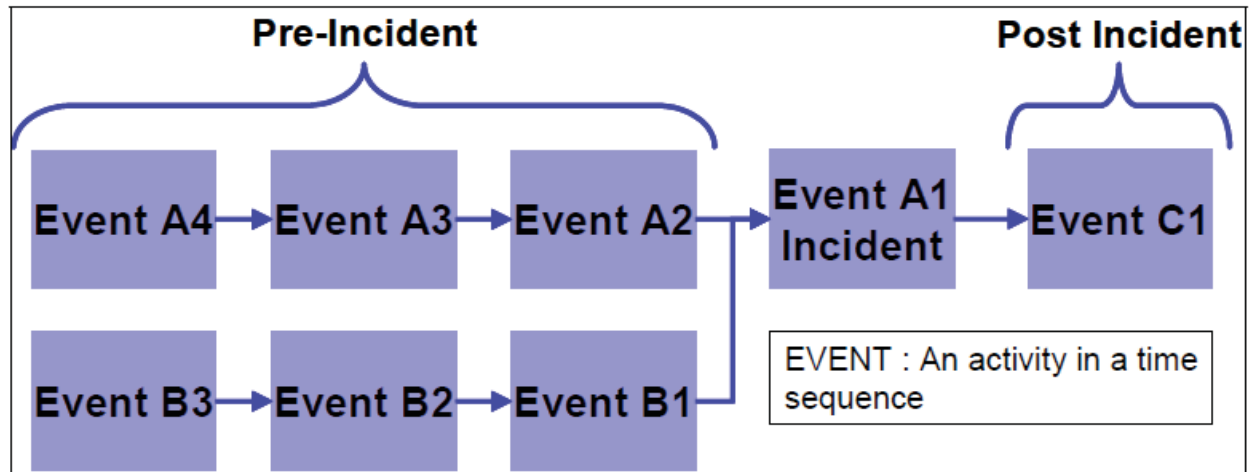 Pre-Incident
Post Incident
Event A4
Event A3
Event A2
Event A1
Incident
Event C1
Event B3
Event B2
Event B1
EVENT : An activity in a time
sequence